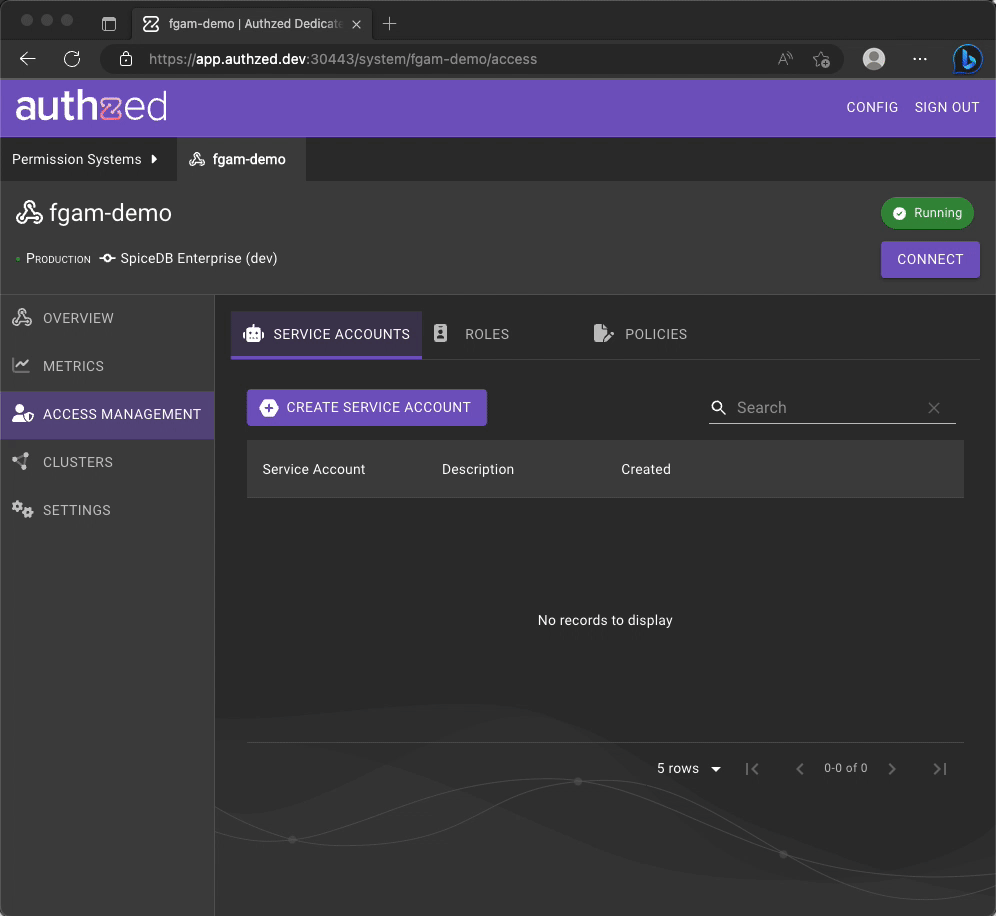 fgam-demo | Authzed Dedicate
https://app.authzed.dev:30443/system/fgam-demo/access
authzed
CONFIG SIGN OUT
Permission Systems fgam-demo
fgam-demo
Running
PRODUCTION SpiceDB Enterprise (dev)
CONNECT
OVERVIEW
METRICS
ACCESS MANAGEMENT
CLUSTERS
SETTINGS
SERVICE ACCOUNTS ROLES POLICIES
CREATE SERVICE ACCOUNT Search
Service Account Description Created
No records to display
5 rows 0-0 of 0